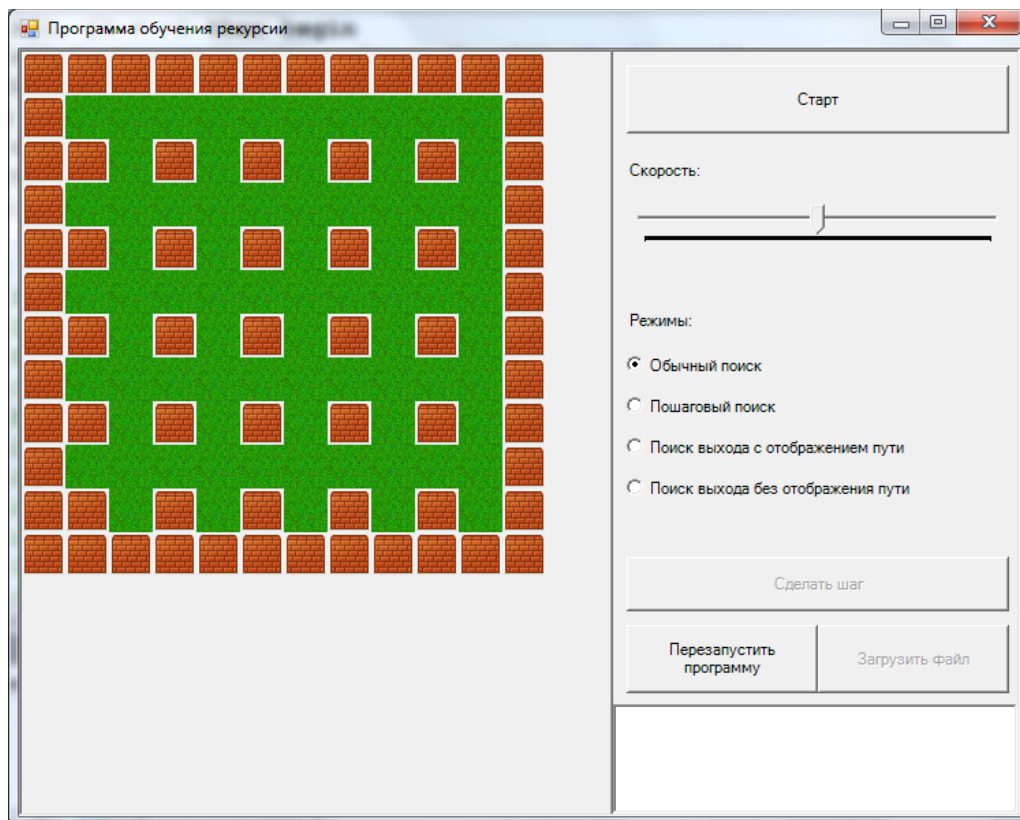 Программа обучения рекурсии
Старт
Скорость:
Режимы:
Обычный поиск
Пошаговый поиск
Поиск выхода с отображением пути
Поиск выхода без отображения пути
Сделать шаг
Перезапустить
программу
Загрузить файл